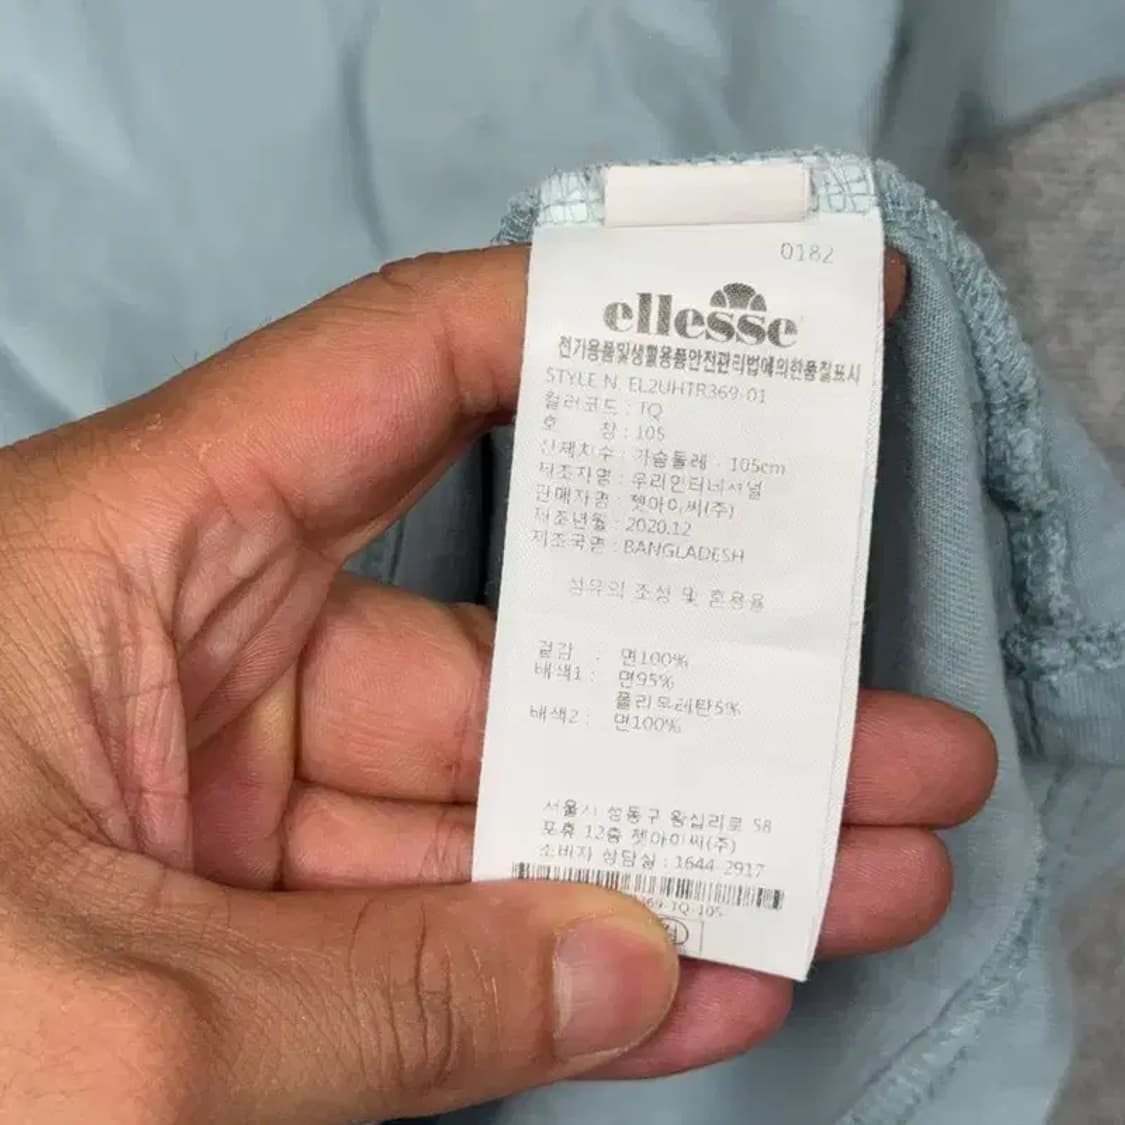 0182
ellesse
전기용품및생활용품안전관리법에의한품질표시
STYLE N EL2UHTR369-01
컬러코드 : TQ
호 칭 : 105
신체치수 : 가슴둘레 - 105cm
제조자명 : 우리인터내셔널
판매자명 : 젯아이씨(주)
제조년월 : 2020.12
제조국명 : BANGLADESH
섬유의 조성 및 혼용율
겉감 : 면100%
배색1 : 면95%
폴리우레탄5%
배색2 : 면100%
서울시 성동구 왕십리로 58
포휴 12층 젯아이씨(주)
소비자 상담실 : 1644-2917
369-TQ-105